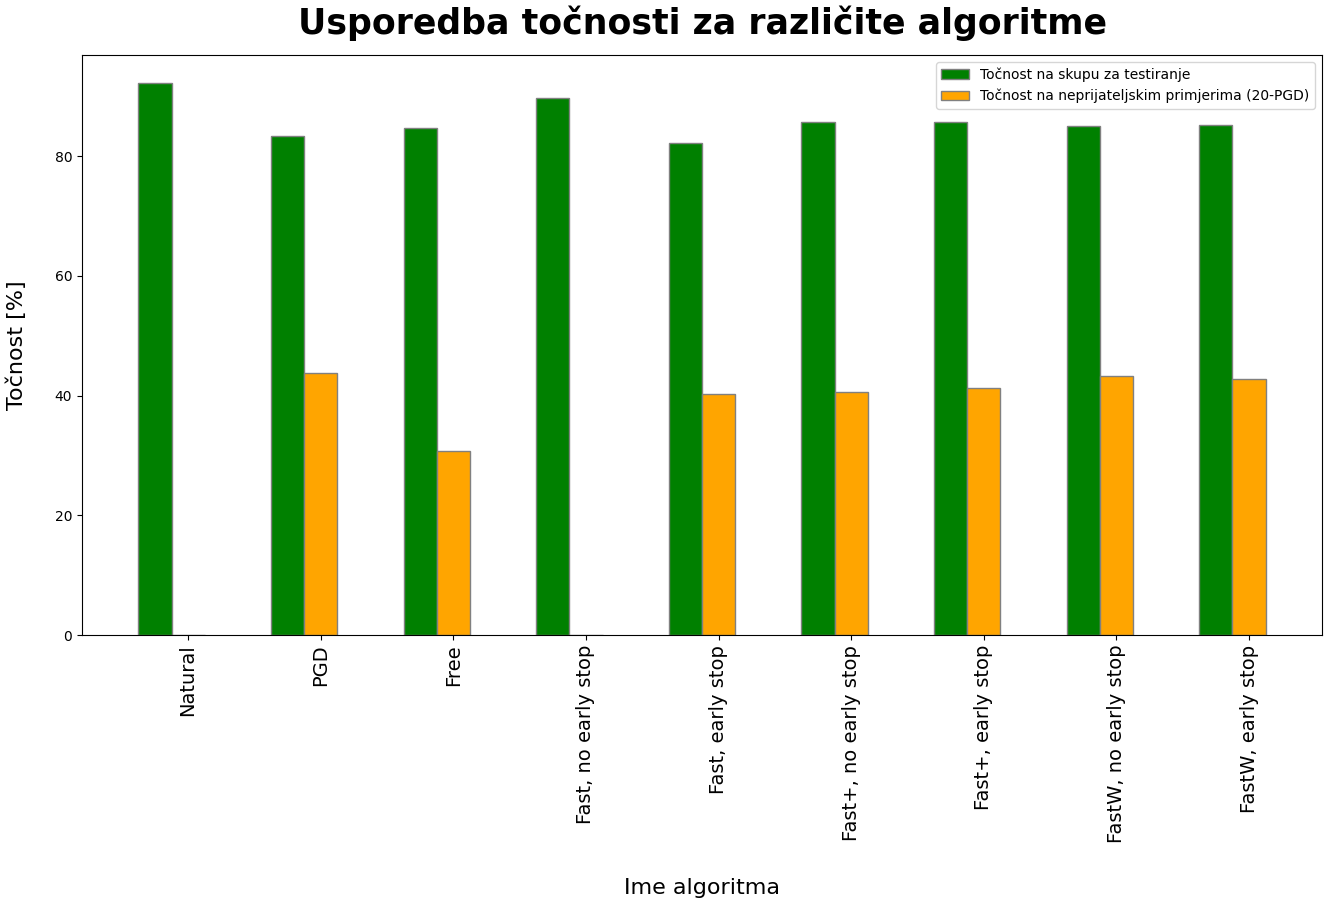 Usporedba točnosti za različite algoritme
Točnost na skupu za testiranje
Točnost na neprijateljskim primjerima (20-PGD)
Točnost [%]
80
60
40
20
0
Natural
PGD
Free
Fast, no early stop
Fast, early stop
Fast+, no early stop
Fast+, early stop
FastW, no early stop
FastW, early stop
Ime algoritma